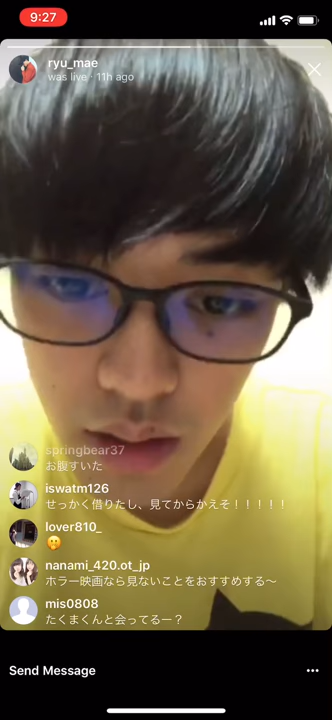 9:27
ryu_mae
was live · 11h ago
springbear37
お腹すいた
iswatm126
せっかく借りたし、見てからかえそ！！！！！
lover810_
🤭
nanami_420.ot_jp
ホラー映画なら見ないことをおすすめする〜
mis0808
たくまくんと会ってるー？
Send Message